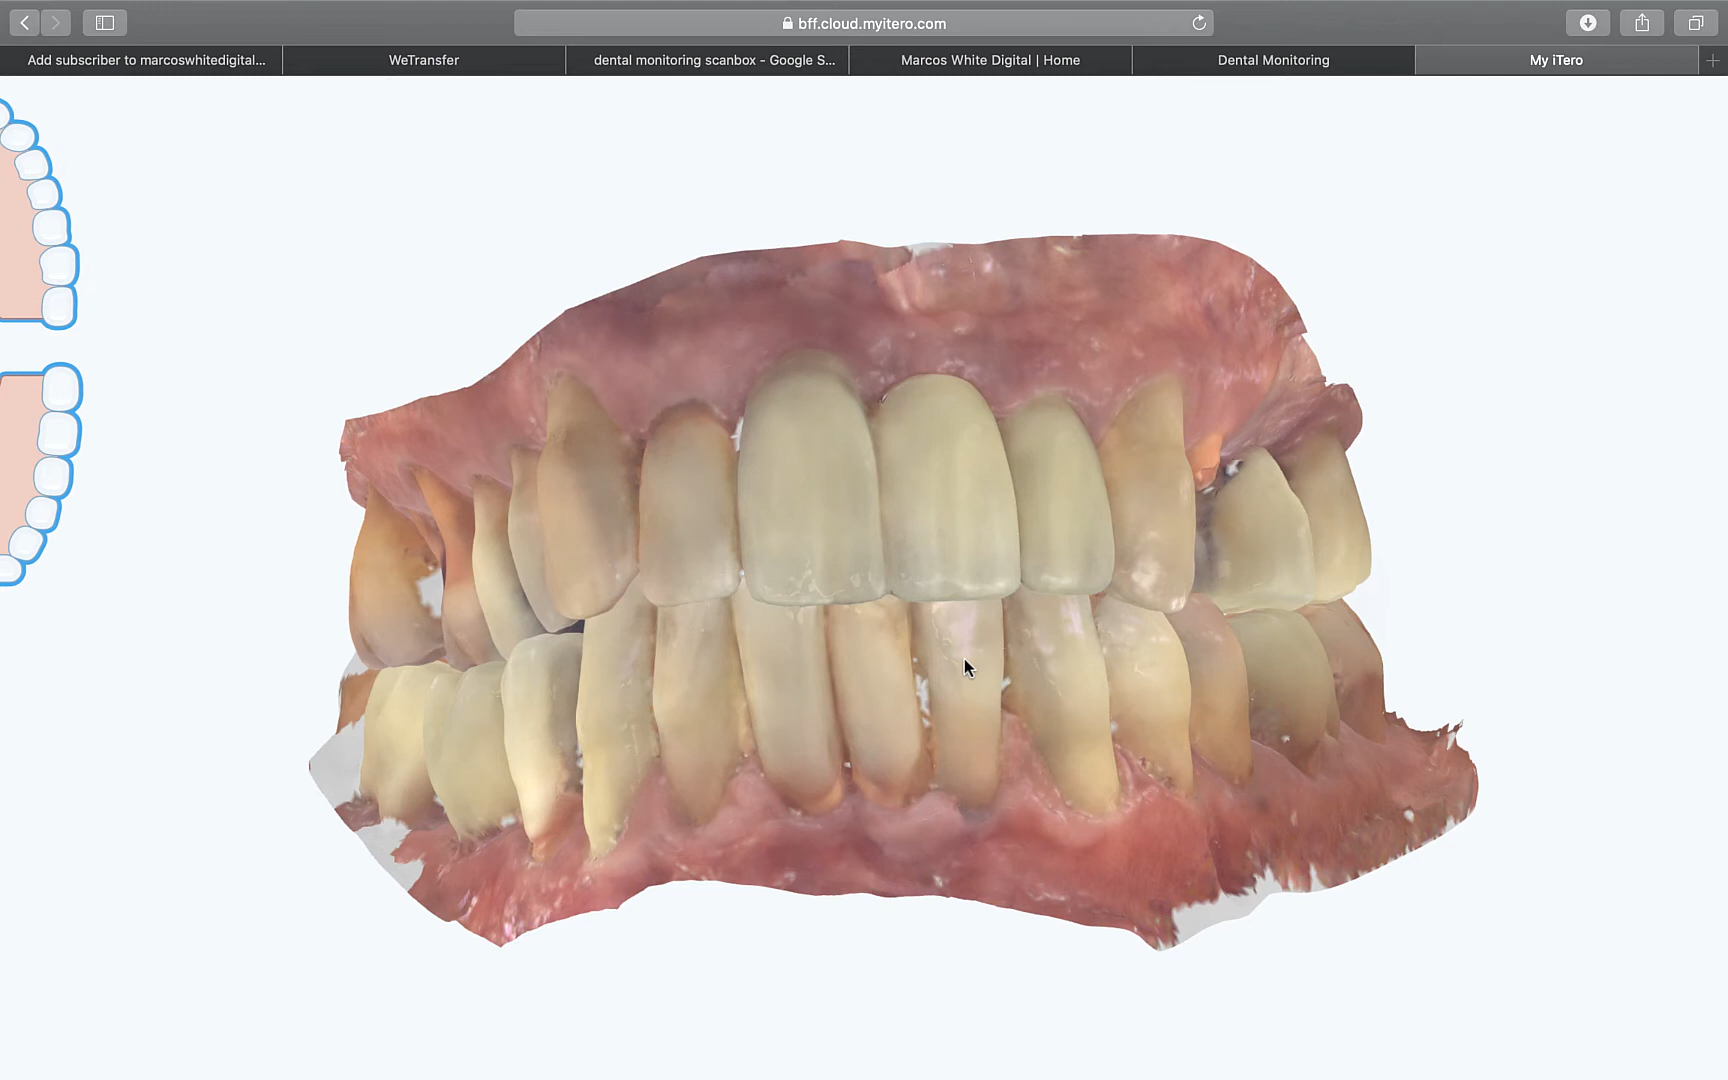 bff.cloud.myitero.com
Add subscriber to marcoswhitedigital...
WeTransfer
dental monitoring scanbox - Google S...
Marcos White Digital | Home
Dental Monitoring
My iTero